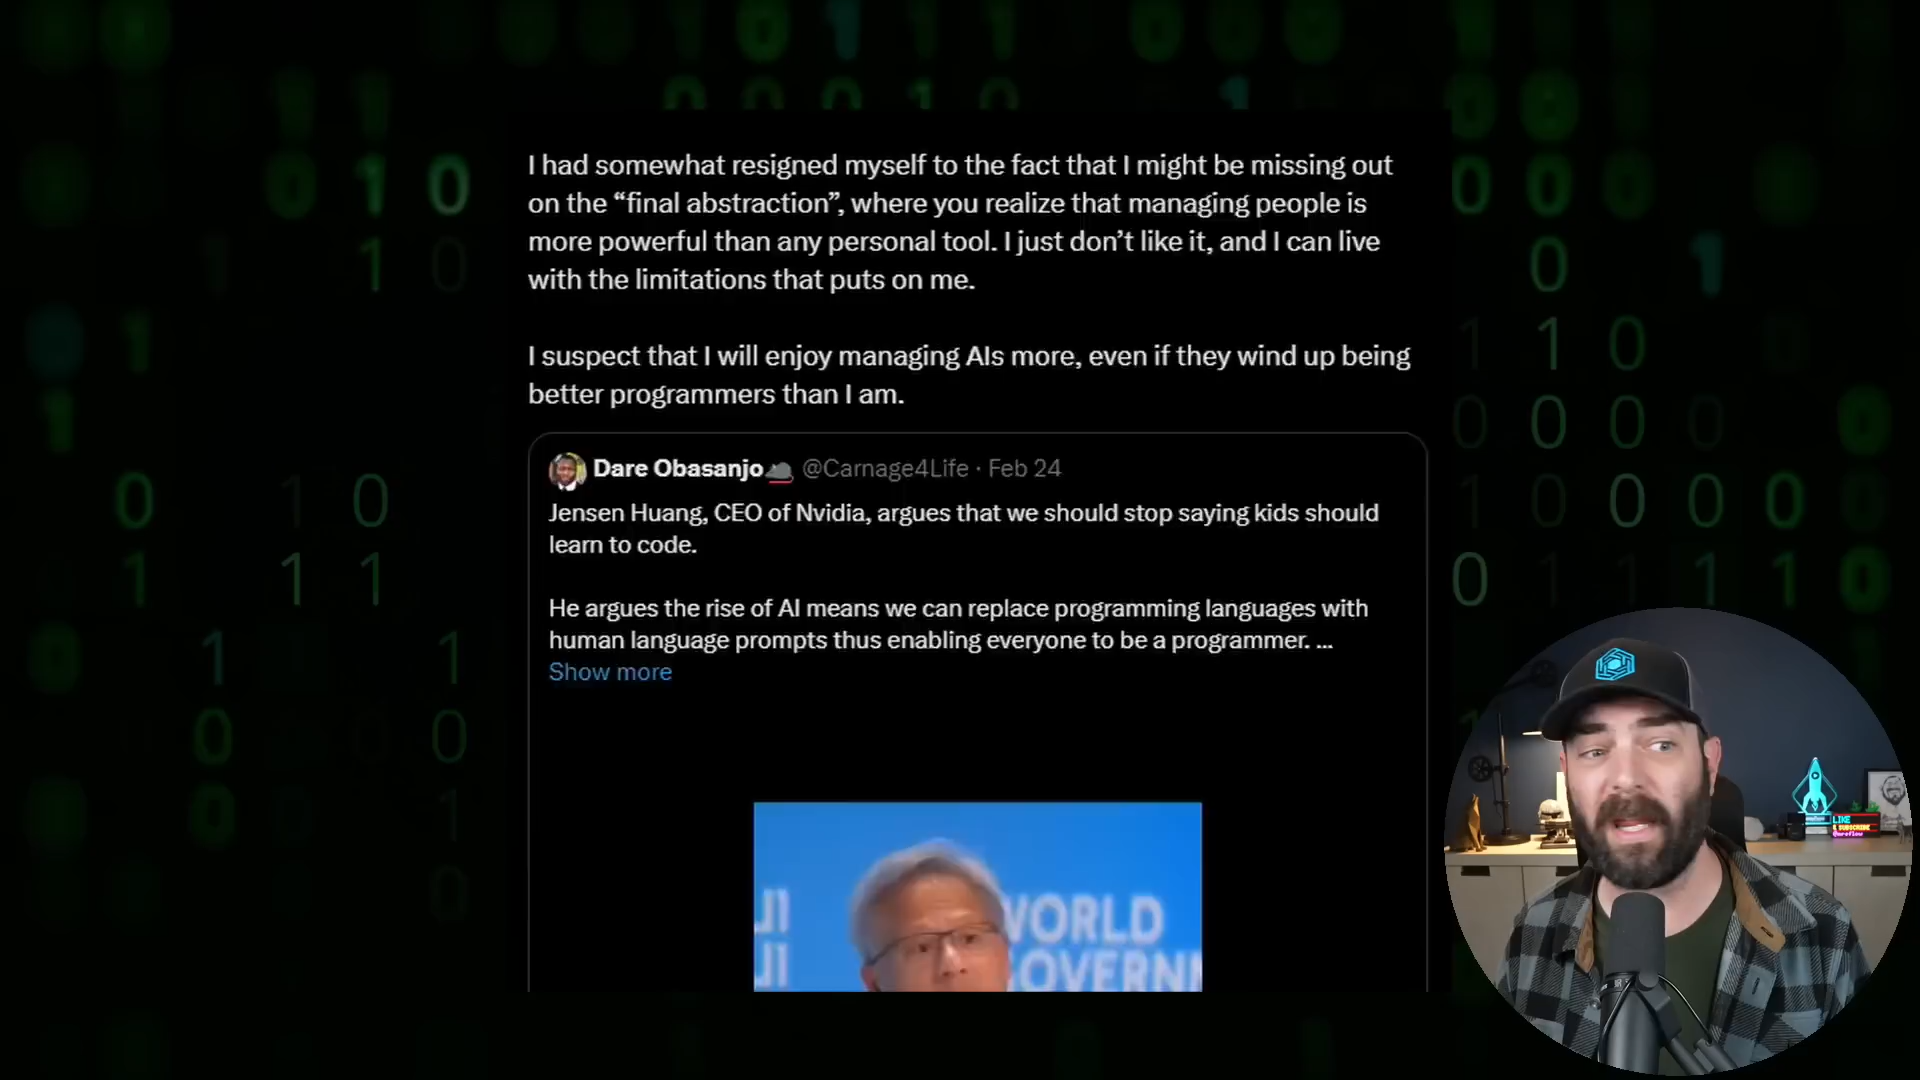 I had somewhat resigned myself to the fact that I might be missing out
on the “final abstraction”, where you realize that managing people is
more powerful than any personal tool. I just don’t like it, and I can live
with the limitations that puts on me.
I suspect that I will enjoy managing AIs more, even if they wind up being
better programmers than I am.
Dare Obasanjo @Carnage4Life · Feb 24
Jensen Huang, CEO of Nvidia, argues that we should stop saying kids should
learn to code.
He argues the rise of AI means we can replace programming languages with
human language prompts thus enabling everyone to be a programmer. ...
Show more
WORLD
GOVERNM
LIKE
& SUBSCRIBE